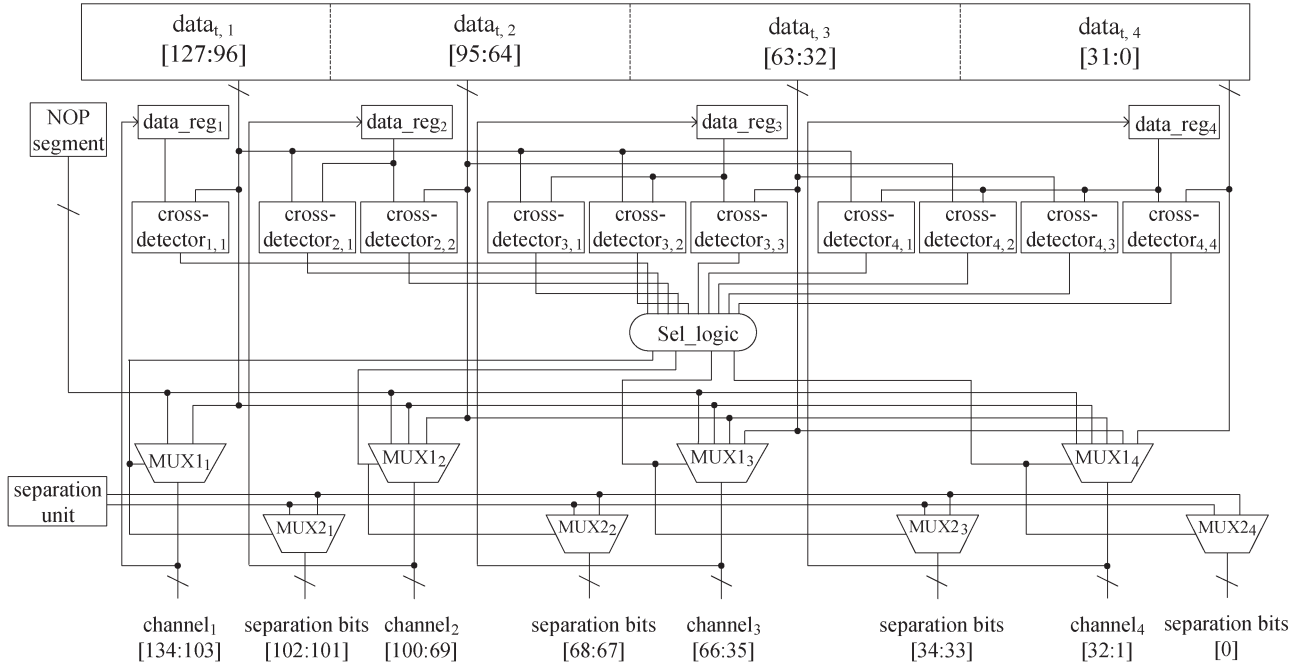 data_{t, 1}
[127:96]
data_{t, 2}
[95:64]
data_{t, 3}
[63:32]
data_{t, 4}
[31:0]
NOP
segment
data_reg_1
data_reg_2
data_reg_3
data_reg_4
cross-
detector_{1, 1}
cross-
detector_{2, 1}
cross-
detector_{2, 2}
cross-
detector_{3, 1}
cross-
detector_{3, 2}
cross-
detector_{3, 3}
cross-
detector_{4, 1}
cross-
detector_{4, 2}
cross-
detector_{4, 3}
cross-
detector_{4, 4}
Sel_logic
MUX1_1
MUX1_2
MUX1_3
MUX1_4
separation
unit
MUX2_1
MUX2_2
MUX2_3
MUX2_4
channel_1
[134:103]
separation bits
[102:101]
channel_2
[100:69]
separation bits
[68:67]
channel_3
[66:35]
separation bits
[34:33]
channel_4
[32:1]
separation bits
[0]